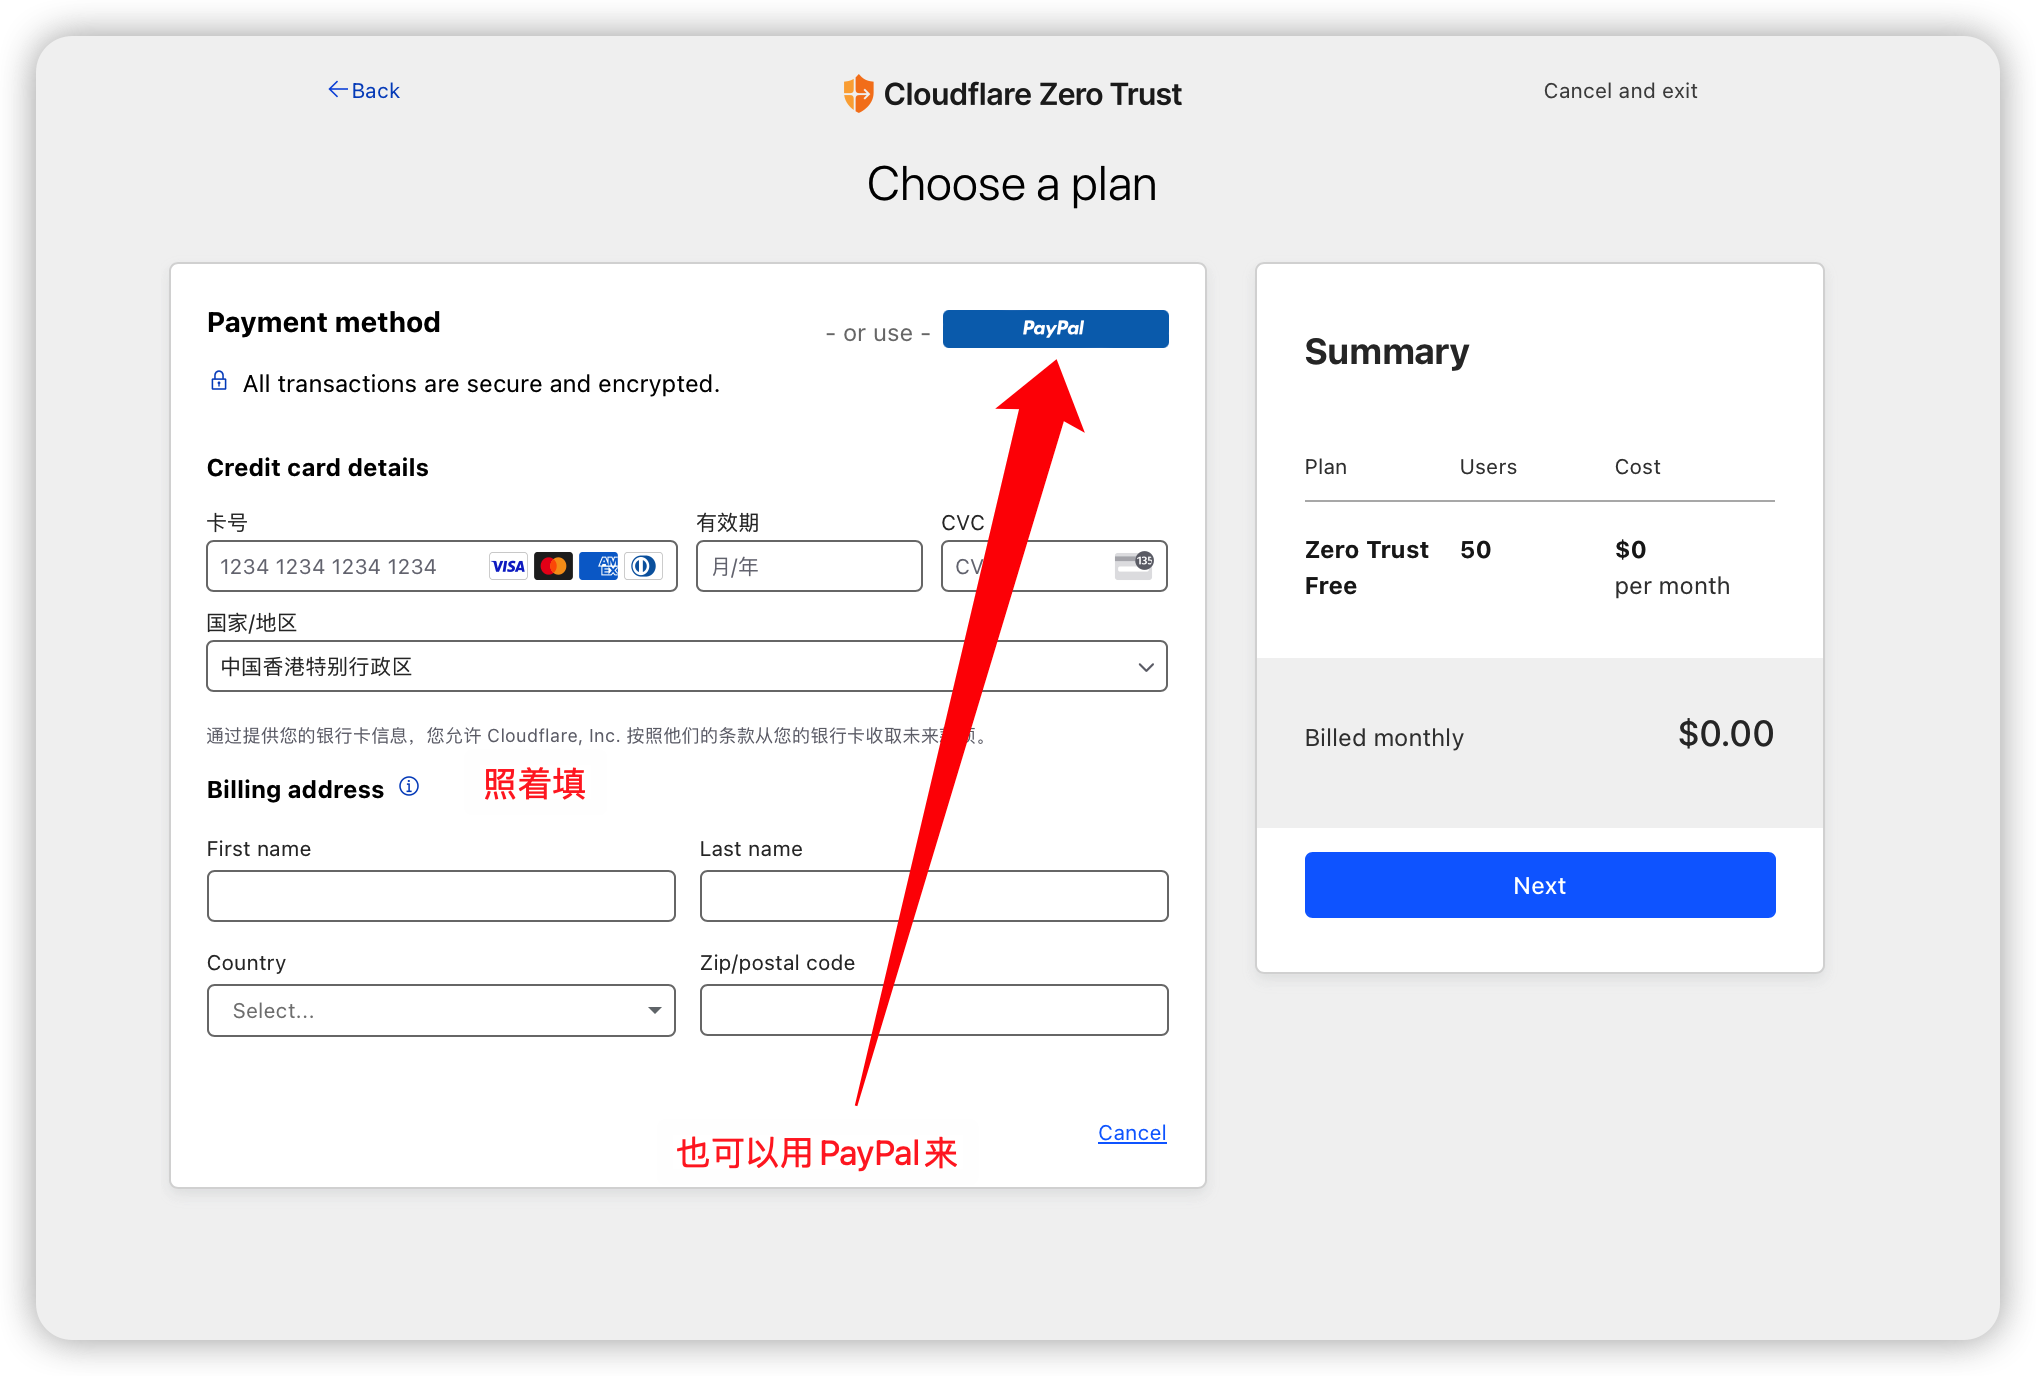 Back
Cloudflare Zero Trust
Cancel and exit
Choose a plan
Payment method
- or use -
PayPal
All transactions are secure and encrypted.
Credit card details
卡号
有效期
CVC
1234 1234 1234 1234
VISA
AM
EX
月/年
CV
135
国家/地区
中国香港特别行政区
通过提供您的银行卡信息，您允许 Cloudflare, Inc. 按照他们的条款从您的银行卡收取未来 项。
Billing address
照着填
First name
Last name
Country
Zip/postal code
Select...
也可以用PayPal来
Cancel
Summary
Plan
Users
Cost
Zero Trust Free
50
$0
per month
Billed monthly
$0.00
Next